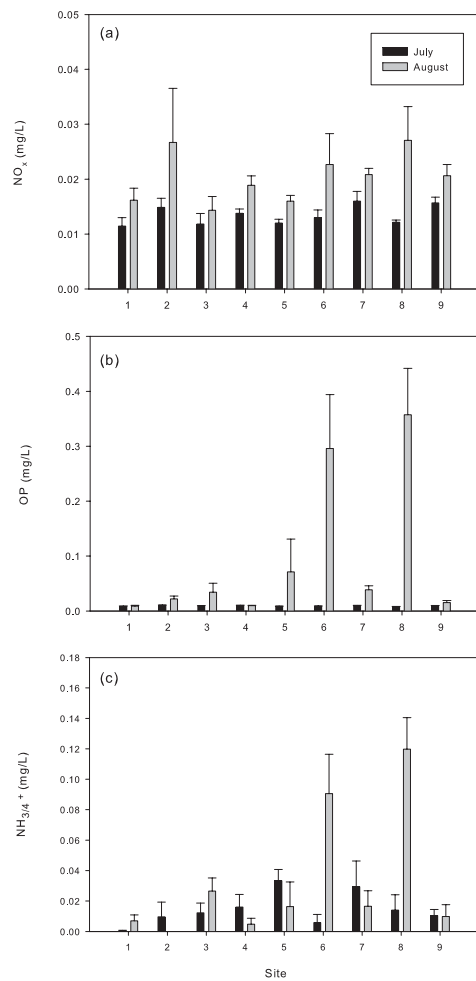 (a)
July
August
NOx (mg/L)
0.05
0.04
0.03
0.02
0.01
0.00
1 2 3 4 5 6 7 8 9
(b)
OP (mg/L)
0.5
0.4
0.3
0.2
0.1
0.0
1 2 3 4 5 6 7 8 9
(c)
NH3/4 + (mg/L)
0.18
0.16
0.14
0.12
0.10
0.08
0.06
0.04
0.02
0.00
1 2 3 4 5 6 7 8 9
Site